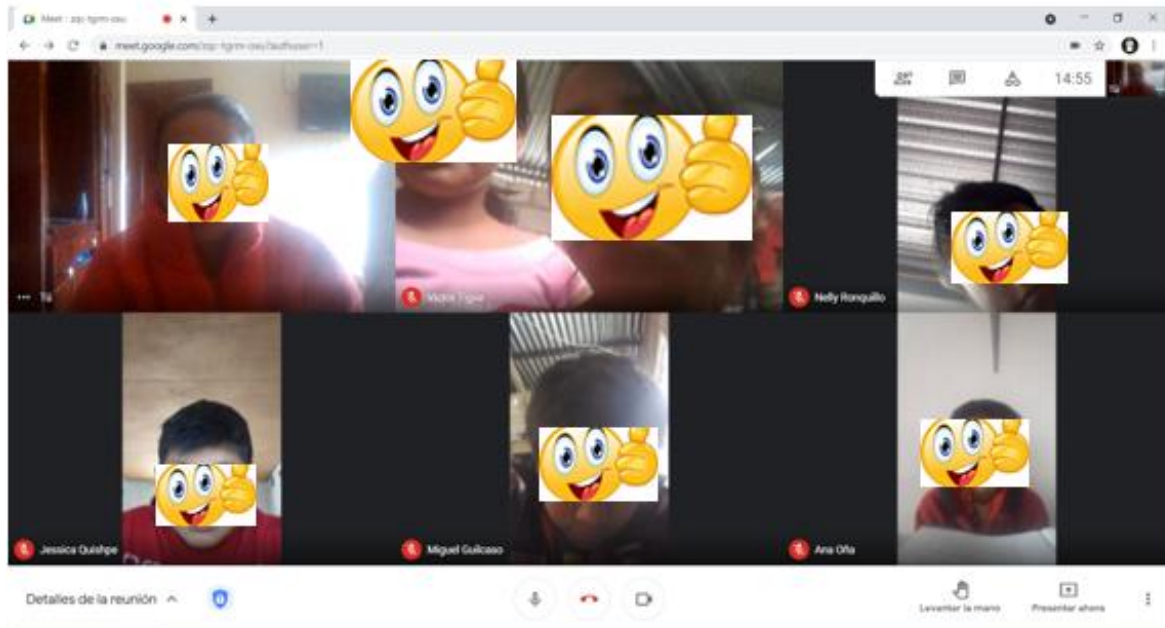 Meet
meet.google.com
14:55
Tú
Nelly Ronquillo
Jessica Quishpe
Miguel Guilcaso
Ana Oña
Detalles de la reunión
Levantar la mano
Presentar ahora